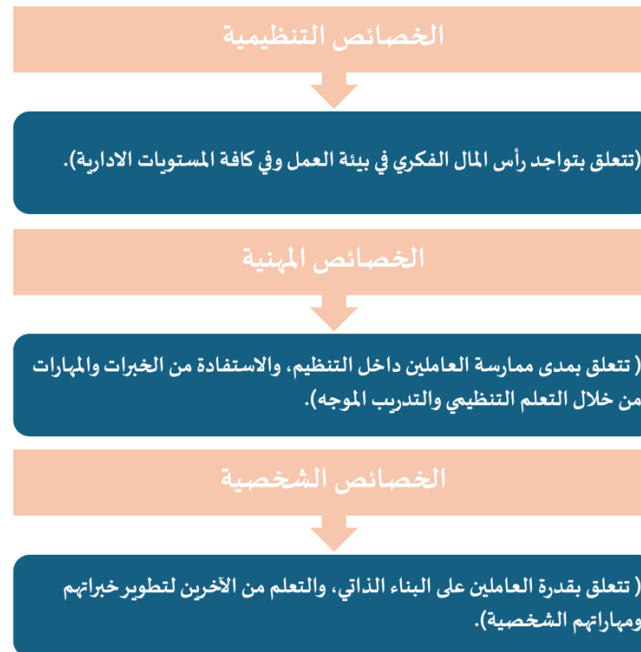 الخصائص التنظيمية
(تتعلق بتواجد رأس المال الفكري في بيئة العمل وفي كافة المستويات الادارية).
الخصائص المهنية
( تتعلق بمدى ممارسة العاملين داخل التنظيم، والاستفادة من الخبرات والمهارات
من خلال التعلم التنظيمي والتدريب الموجه).
الخصائص الشخصية
( تتعلق بقدرة العاملين على البناء الذاتي، والتعلم من الآخرين لتطوير خبراتهم
ومهاراتهم الشخصية).